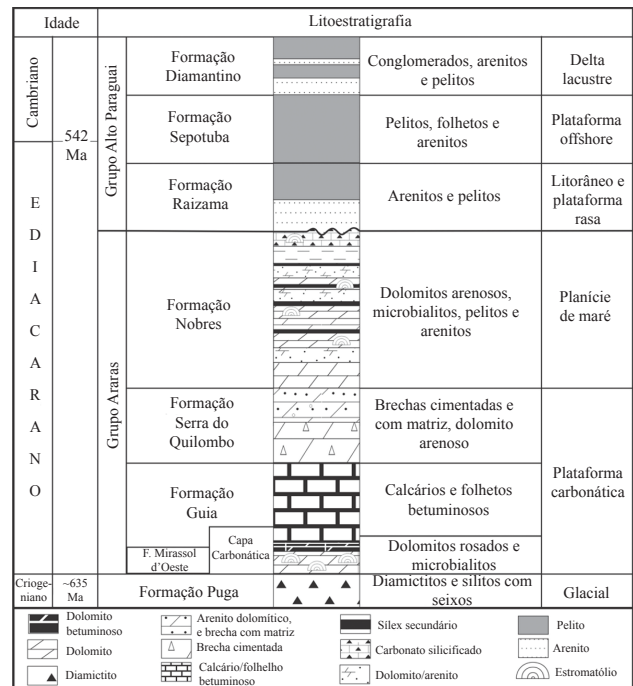 Idade
Litoestratigrafia
Cambriano
E
D
I
A
C
A
R
A
N
O
Crioge-
niano
542
Ma
~635
Ma
Grupo Alto Paraguai
Grupo Araras
Formação
Diamantino
Conglomerados, arenitos
e pelitos
Delta
lacustre
Formação
Sepotuba
Pelitos, folhetos e
arenitos
Plataforma
offshore
Formação
Raizama
Arenitos e pelitos
Litorâneo e
plataforma
rasa
Formação
Nobres
Dolomitos arenosos,
microbialitos, pelitos e
arenitos
Planície
de maré
Formação
Serra do
Quilombo
Brechas cimentadas e
com matriz, dolomito
arenoso
Plataforma
carbonática
Formação
Guia
Calcários e folhetos
betuminosos
Capa
Carbonática
F. Mirassol
d'Oeste
Dolomitos rosados e
microbialitos
Formação Puga
Diamictitos e silitos com
seixos
Glacial
Dolomito
betuminoso
Dolomito
Diamictito
Arenito dolomítico,
e brecha com matriz
Brecha cimentada
Calcário/folhelho
betuminoso
Sílex secundário
Carbonato silicificado
Dolomito/arenito
Pelito
Arenito
Estromatólio